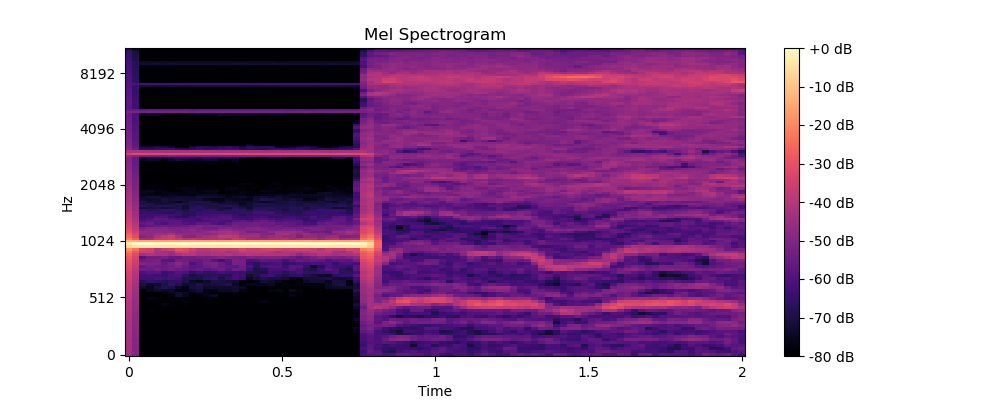 Mel Spectrogram
Hz
8192
4096
2048
1024
512
0
0
0.5
1
1.5
2
Time
+0 dB
-10 dB
-20 dB
-30 dB
-40 dB
-50 dB
-60 dB
-70 dB
-80 dB